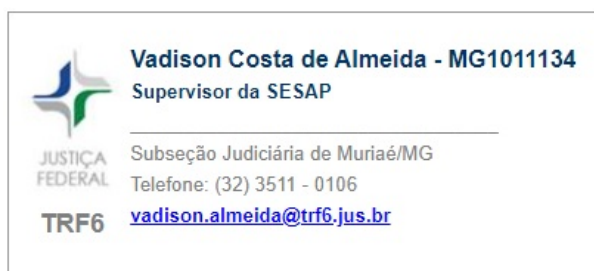 Vadison Costa de Almeida - MG1011134
Supervisor da SESAP
JUSTIÇA
FEDERAL
TRF6
Subseção Judiciária de Muriaé/MG
Telefone: (32) 3511 - 0106
vadison.almeida@trf6.jus.br